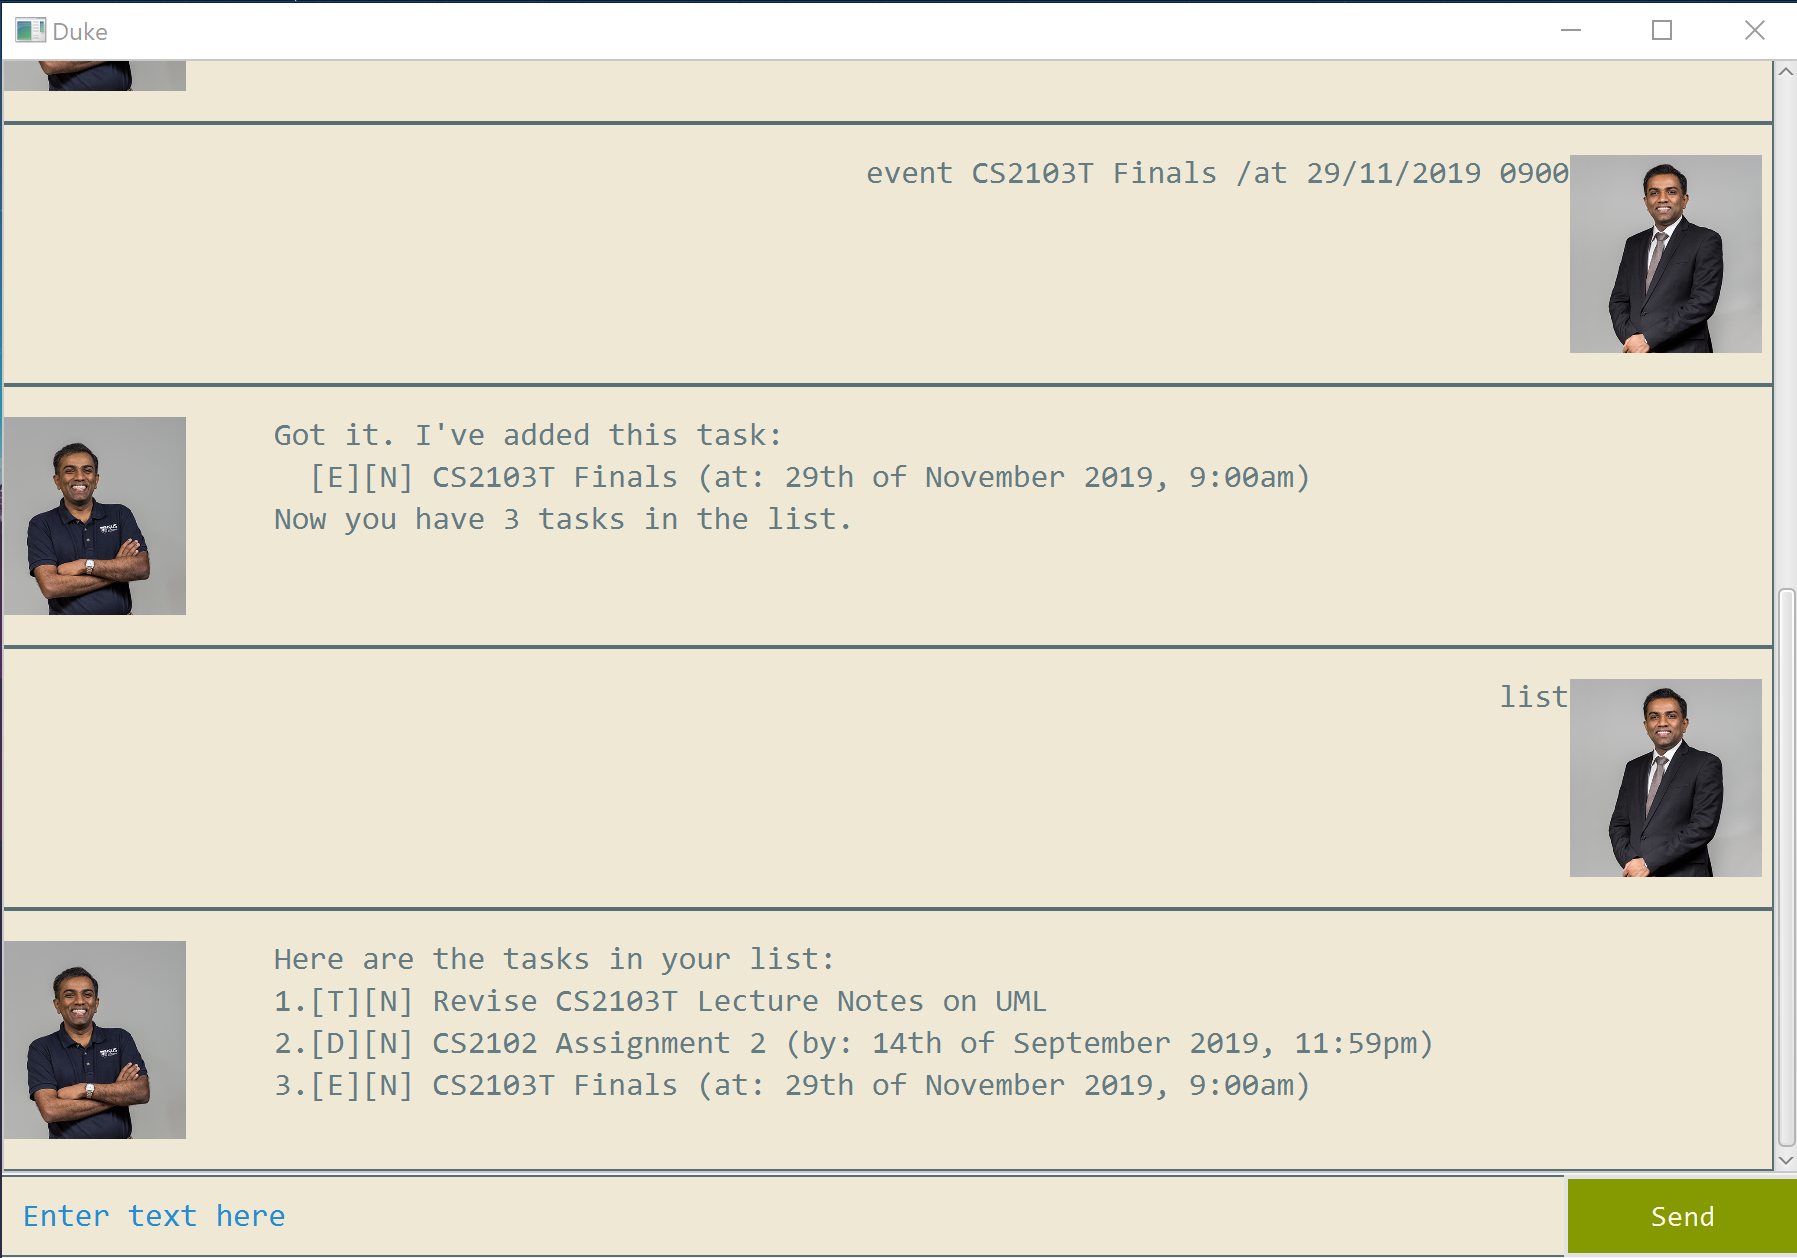 Duke
event CS2103T Finals /at 29/11/2019 0900
Got it. I've added this task:
[E][N] CS2103T Finals (at: 29th of November 2019, 9:00am)
Now you have 3 tasks in the list.
list
Here are the tasks in your list:
1.[T][N] Revise CS2103T Lecture Notes on UML
2.[D][N] CS2102 Assignment 2 (by: 14th of September 2019, 11:59pm)
3.[E][N] CS2103T Finals (at: 29th of November 2019, 9:00am)
Enter text here
Send